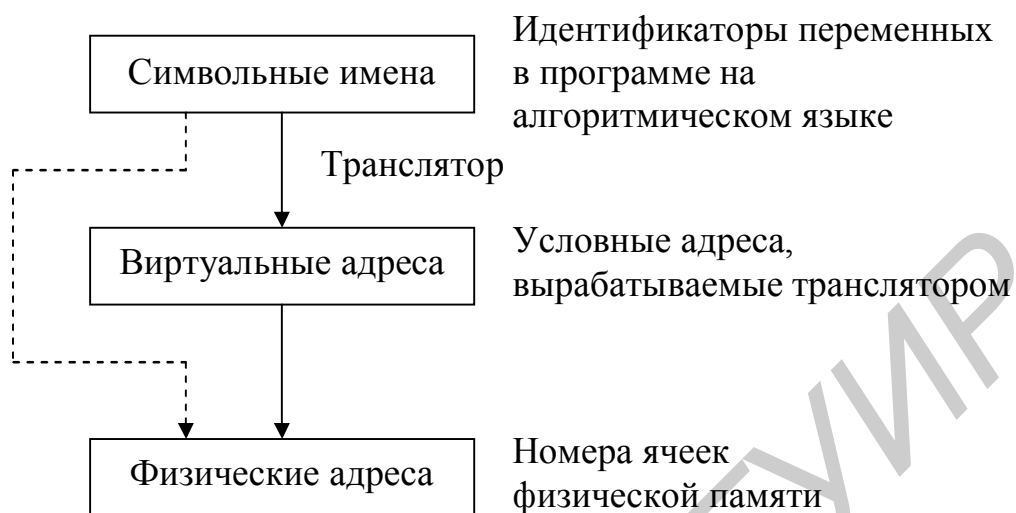 Символьные имена
Идентификаторы переменных
в программе на
алгоритмическом языке
Транслятор
Виртуальные адреса
Условные адреса,
вырабатываемые транслятором
Физические адреса
Номера ячеек
физической памяти
ГУИР